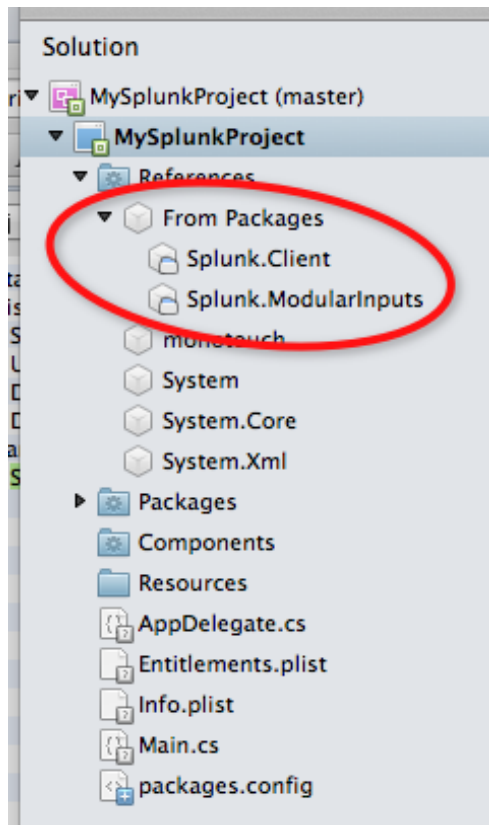 Solution
MySplunkProject (master)
MySplunkProject
References
From Packages
Splunk.Client
Splunk.ModularInputs
monotouch
System
System.Core
System.Xml
Packages
Components
Resources
AppDelegate.cs
Entitlements.plist
Info.plist
Main.cs
packages.config